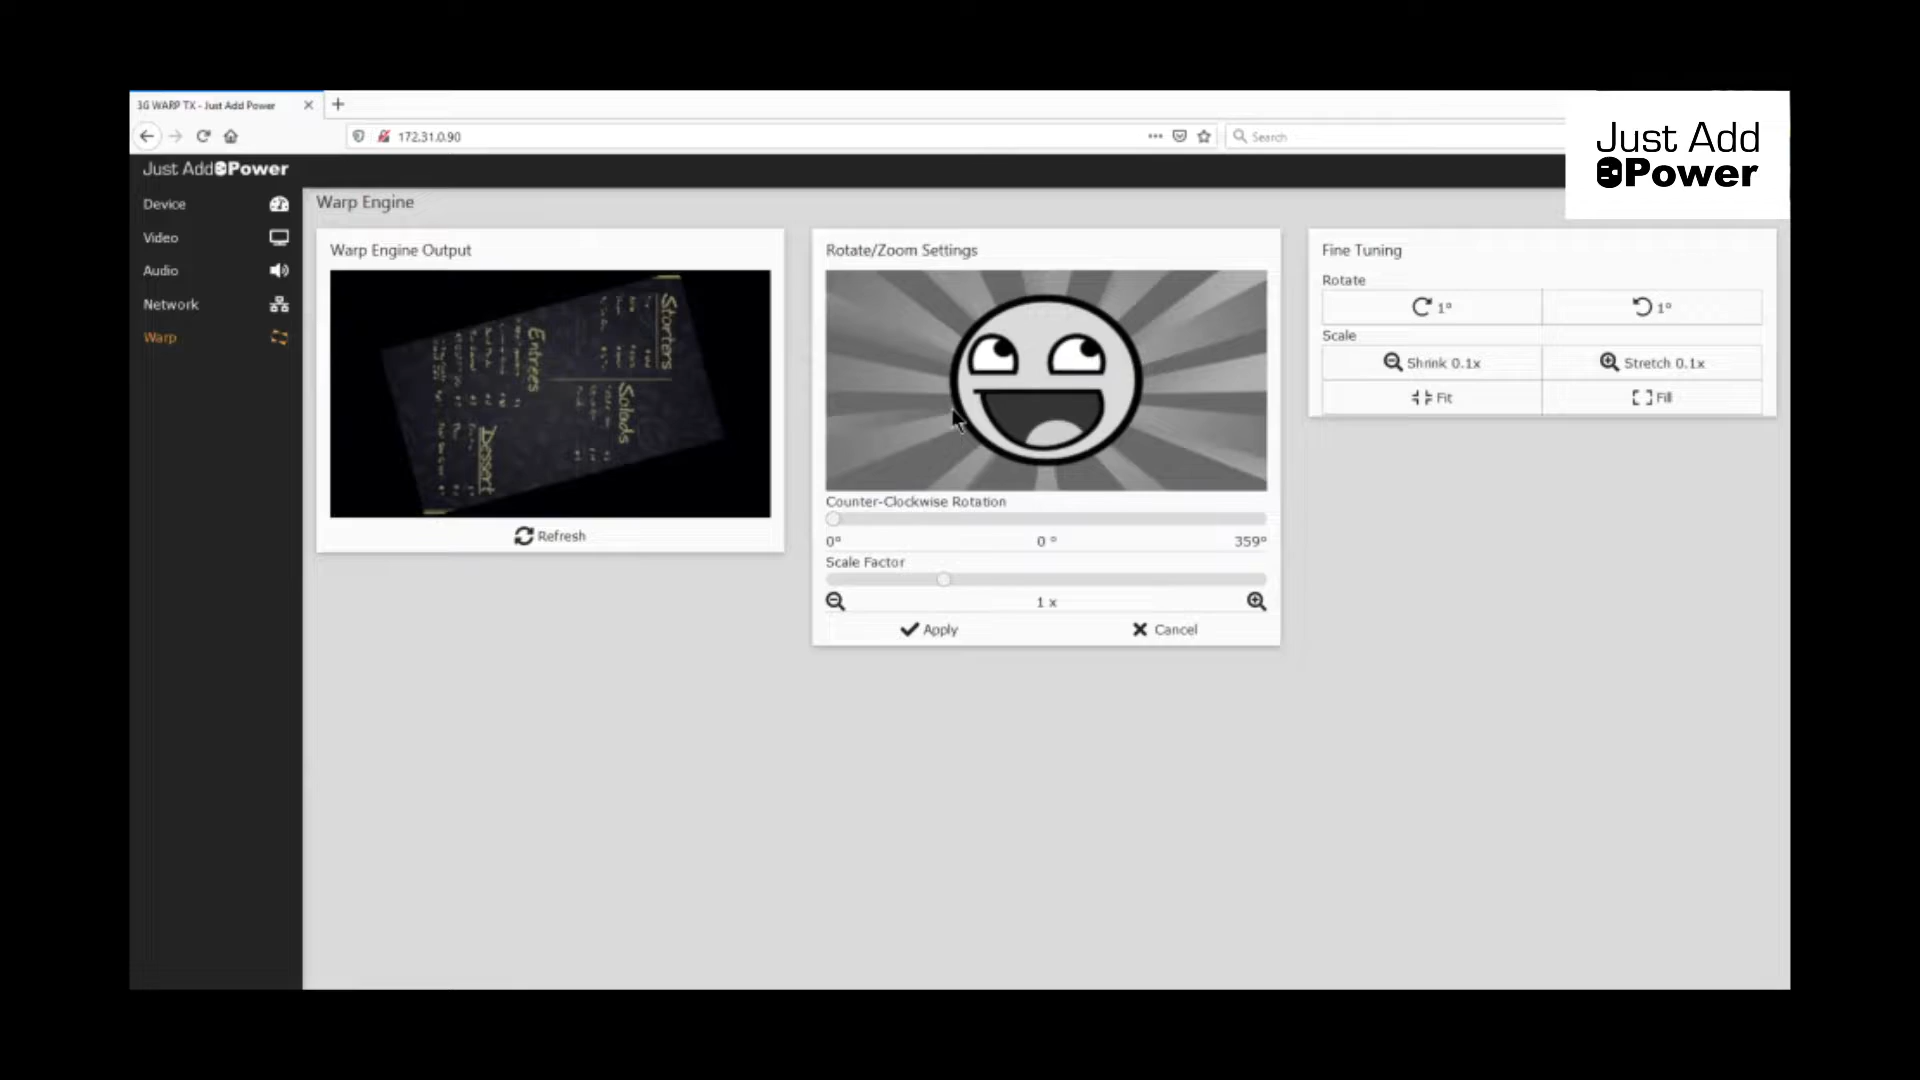 3G WARP TX - Just Add Power
172.31.0.90
Search
Just Add
Power
Just Add Power
Device
Video
Audio
Network
Warp
Warp Engine
Warp Engine Output
Starters
Entrees
Salads
Dessert
Refresh
Rotate/Zoom Settings
Counter-Clockwise Rotation
0° 0 ° 359°
Scale Factor
1 x
Apply Cancel
Fine Tuning
Rotate
1° 1°
Scale
Shrink 0.1x Stretch 0.1x
Fit Fill